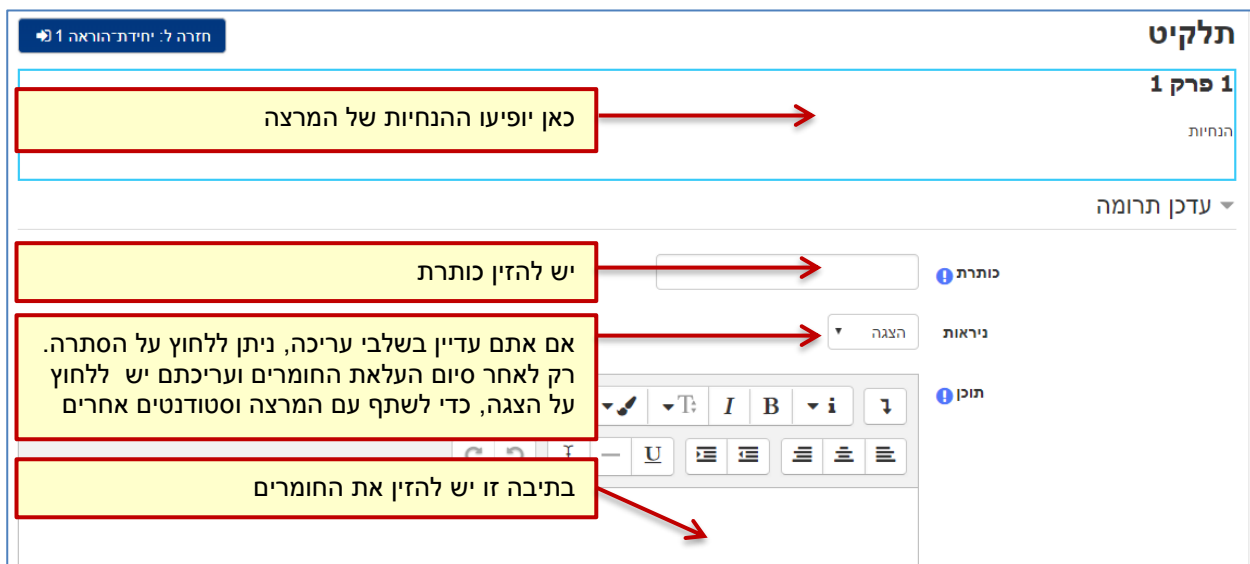 תלקיט
חזרה ל: יחידת־הוראה 1
1 פרק 1
כאן יופיעו ההנחיות של המרצה
הנחיות
עדכן תרומה
כותרת
יש להזין כותרת
ניראות
הצגה
אם אתם עדיין בשלבי עריכה, ניתן ללחוץ על הסתרה.
רק לאחר סיום העלאת החומרים ועריכתם יש ללחוץ
על הצגה, כדי לשתף עם המרצה וסטודנטים אחרים
תוכן
i B I T
U
בתיבה זו יש להזין את החומרים